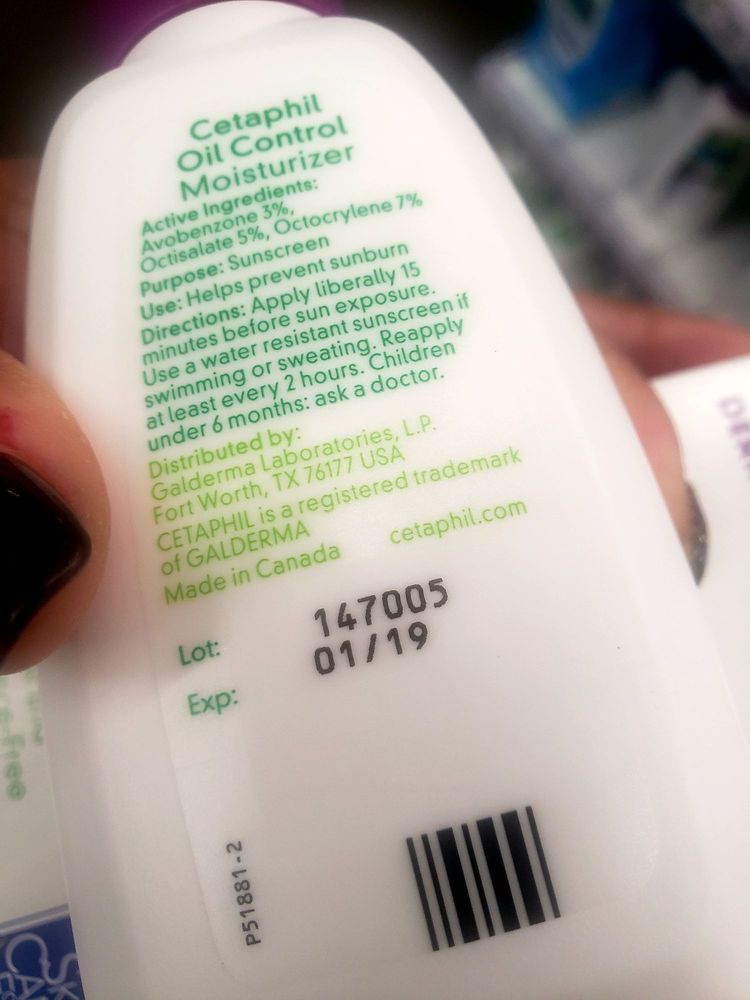 Cetaphil
Oil Control
Moisturizer
Active Ingredients:
Avobenzone 3%,
Octisalate 5%, Octocrylene 7%
Purpose: Sunscreen
Use: Helps prevent sunburn
Directions: Apply liberally 15
minutes before sun exposure.
Use a water resistant sunscreen if
swimming or sweating. Reapply
at least every 2 hours. Children
under 6 months: ask a doctor.
Distributed by:
Galderma Laboratories, L.P.
Fort Worth, TX 76177 USA
CETAPHIL is a registered trademark
of GALDERMA
Made in Canada cetaphil.com
Lot: 147005
Exp: 01/19
P51881-2